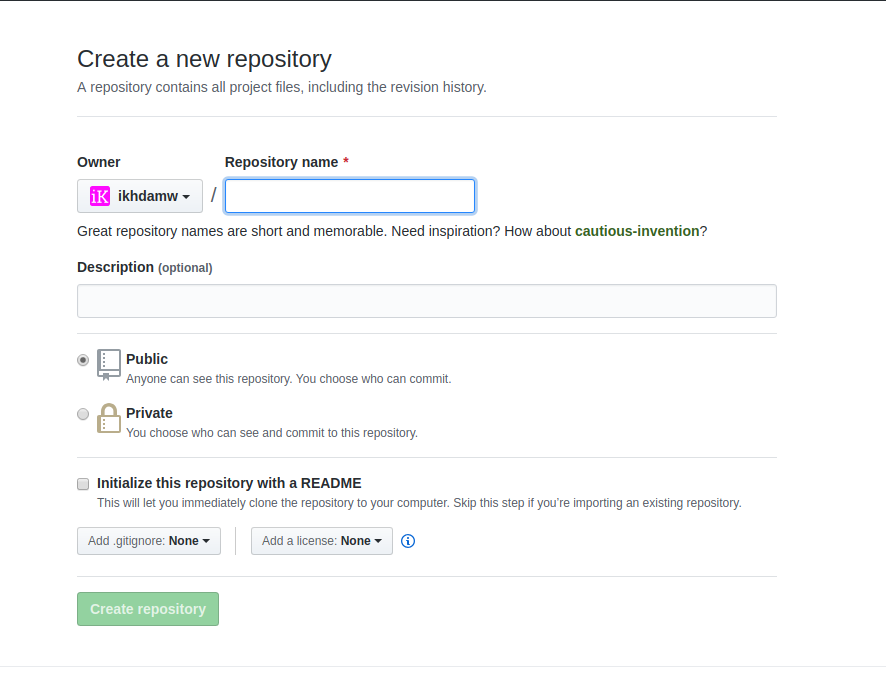 Create a new repository
A repository contains all project files, including the revision history.
Owner Repository name *
iK ikhdamw /
Great repository names are short and memorable. Need inspiration? How about cautious-invention?
Description (optional)
Public
Anyone can see this repository. You choose who can commit.
Private
You choose who can see and commit to this repository.
Initialize this repository with a README
This will let you immediately clone the repository to your computer. Skip this step if you’re importing an existing repository.
Add .gitignore: None Add a license: None
Create repository